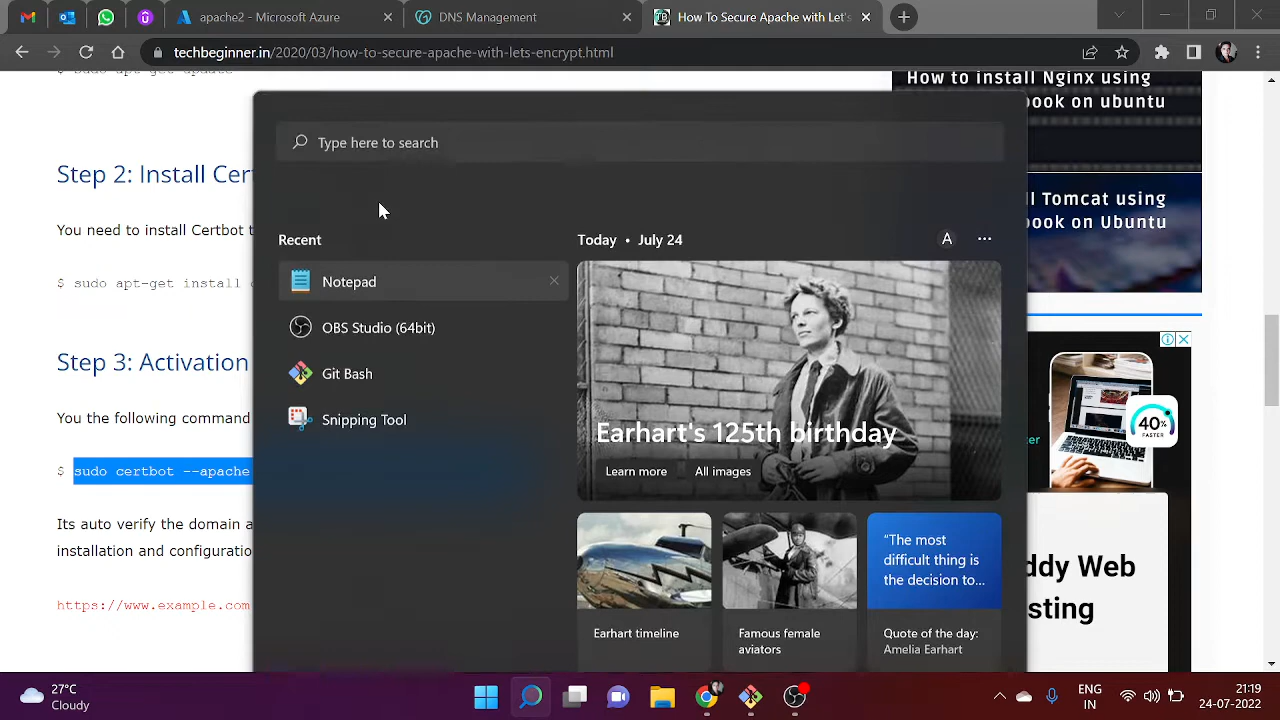 apache2 - Microsoft Azure
DNS Management
How To Secure Apache with Let's
techbeginner.in/2020/03/how-to-secure-apache-with-lets-encrypt.html
$ sudo apt-get update
How to install Nginx using
ook on ubuntu
Type here to search
Step 2: Install Cer
l Tomcat using
ook on Ubuntu
You need to install Certbot t
Recent
Today • July 24
A
$ sudo apt-get install
Notepad
OBS Studio (64bit)
Step 3: Activation
Git Bash
You the following command
Snipping Tool
Earhart's 125th birthday
40%
FASTER
ter
$ sudo certbot --apache
Learn more
All images
Its auto verify the domain a
installation and configuratio
"The most
difficult thing is
the decision to...
ddy Web
sting
https://www.example.com
Earhart timeline
Famous female
aviators
Quote of the day:
Amelia Earhart
27°C
Cloudy
ENG
IN
21:19
24-07-2022